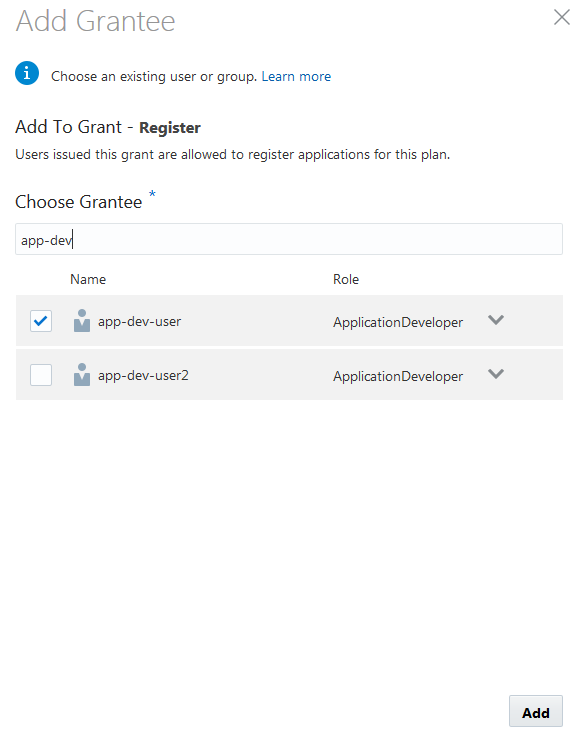 Add Grantee
Choose an existing user or group. Learn more
Add To Grant - Register
Users issued this grant are allowed to register applications for this plan.
Choose Grantee *
app-dev
Name Role
app-dev-user ApplicationDeveloper
app-dev-user2 ApplicationDeveloper
Add